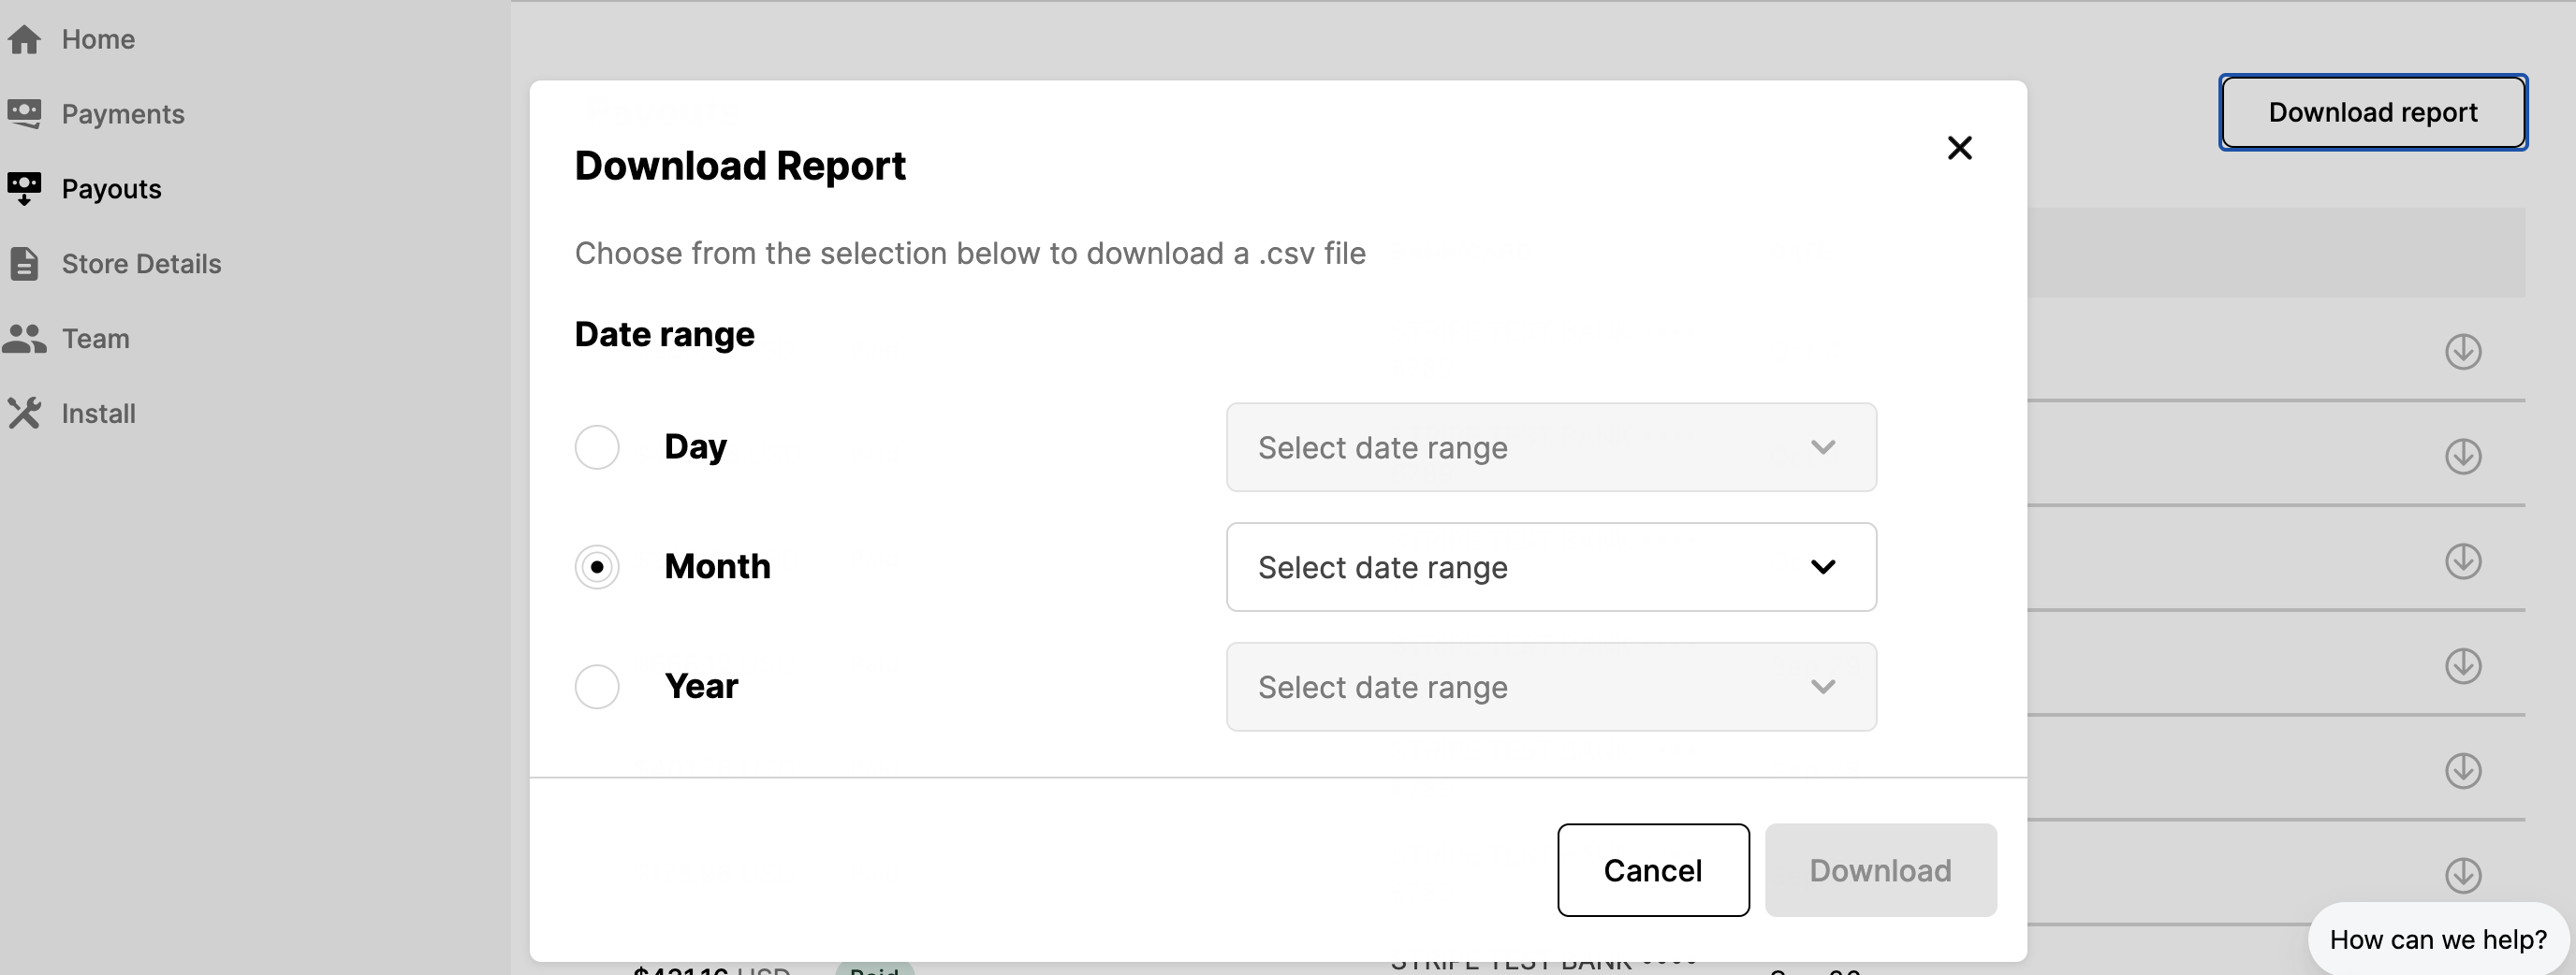 Home
Payments
Payouts
Store Details
Team
Install
Download report
Download Report
Choose from the selection below to download a .csv file
Date range
Day
Select date range
Month
Select date range
Year
Select date range
Cancel
Download
How can we help?
USD
Paid
STRIPE TEST BANK